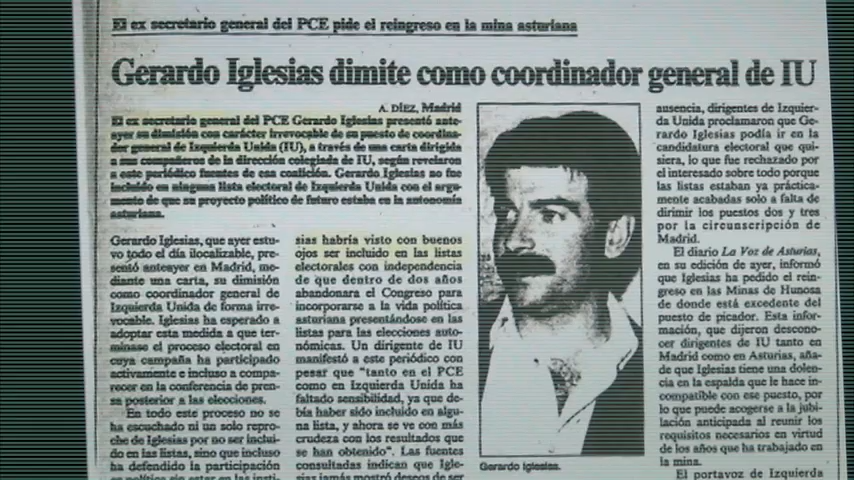 El ex secretario general del PCE pide el reingreso en la mina asturiana
Gerardo Iglesias dimite como coordinador general de IU
A. DÍEZ, Madrid
El ex secretario general del PCE Gerardo Iglesias presentó ante-
ayer su dimisión con carácter irrevocable de su puesto de coordina-
dor general de Izquierda Unida (IU), a través de una carta dirigida
a sus compañeros de la dirección colegiada de IU, según revelaron
a este periódico fuentes de esa coalición. Gerardo Iglesias no fue
incluido en ninguna lista electoral de Izquierda Unida con el argu-
mento de que su proyecto político de futuro estaba en la autonomía
asturiana.
Gerardo Iglesias, que ayer estu-
vo todo el día ilocalizable, pre-
sentó anteayer en Madrid, me-
diante una carta, su dimisión
como coordinador general de
Izquierda Unida de forma irre-
vocable. Iglesias ha esperado a
adoptar esta medida a que ter-
minase el proceso electoral en
cuya campaña ha participado
activamente e incluso a compa-
recer en la conferencia de pren-
sa posterior a las elecciones.
En todo este proceso no se
ha escuchado ni un solo repro-
che de Iglesias por no ser inclui-
do en las listas, sino que incluso
ha defendido la participación
sias habría visto con buenos
ojos ser incluido en las listas
electorales con independencia
de que dentro de dos años
abandonara el Congreso para
incorporarse a la vida política
asturiana presentándose en las
listas para las elecciones auto-
nómicas. Un dirigente de IU
manifestó a este periódico con
pesar que "tanto en el PCE
como en Izquierda Unida ha
faltado sensibilidad, ya que de-
bía haber sido incluido en algu-
na lista, y ahora se ve con más
crudeza con los resultados que
se han obtenido". Las fuentes
consultadas indican que Igle-
sias jamás mostró deseos de ser
Gerardo Iglesias.
ausencia, dirigentes de Izquier-
da Unida proclamaron que Ge-
rardo Iglesias podía ir en la
candidatura electoral que qui-
siera, lo que fue rechazado por
el interesado sobre todo porque
las listas estaban ya práctica-
mente acabadas solo a falta de
dirimir los puestos dos y tres
por la circunscripción de
Madrid.
El diario La Voz de Asturias,
en su edición de ayer, informó
que Iglesias ha pedido el rein-
greso en las Minas de Hunosa
de donde está excedente del
puesto de picador. Esta infor-
mación, que dijeron descono-
cer dirigentes de IU tanto en
Madrid como en Asturias, aña-
de que Iglesias tiene una dolen-
cia en la espalda que le hace in-
compatible con ese puesto, por
lo que puede acogerse a la jubi-
lación anticipada al reunir los
requisitos necesarios en virtud
de los años que ha trabajado en
la mina.
El portavoz de Izquierda